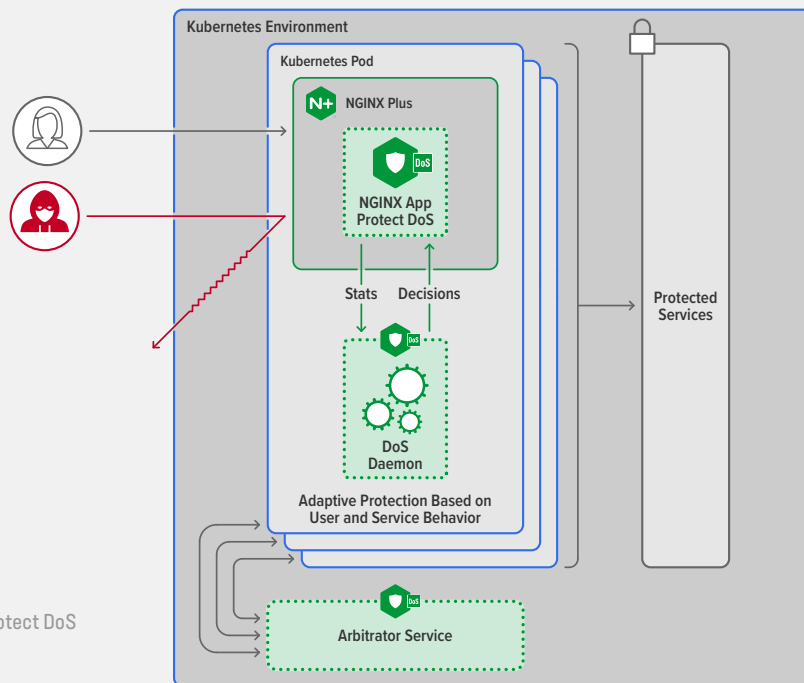 Kubernetes Environment
Kubernetes Pod
N+
NGINX Plus
DoS
NGINX App
Protect DoS
Stats
Decisions
DoS
DoS
Daemon
Adaptive Protection Based on
User and Service Behavior
Protected
Services
DoS
Arbitrator Service
otect DoS